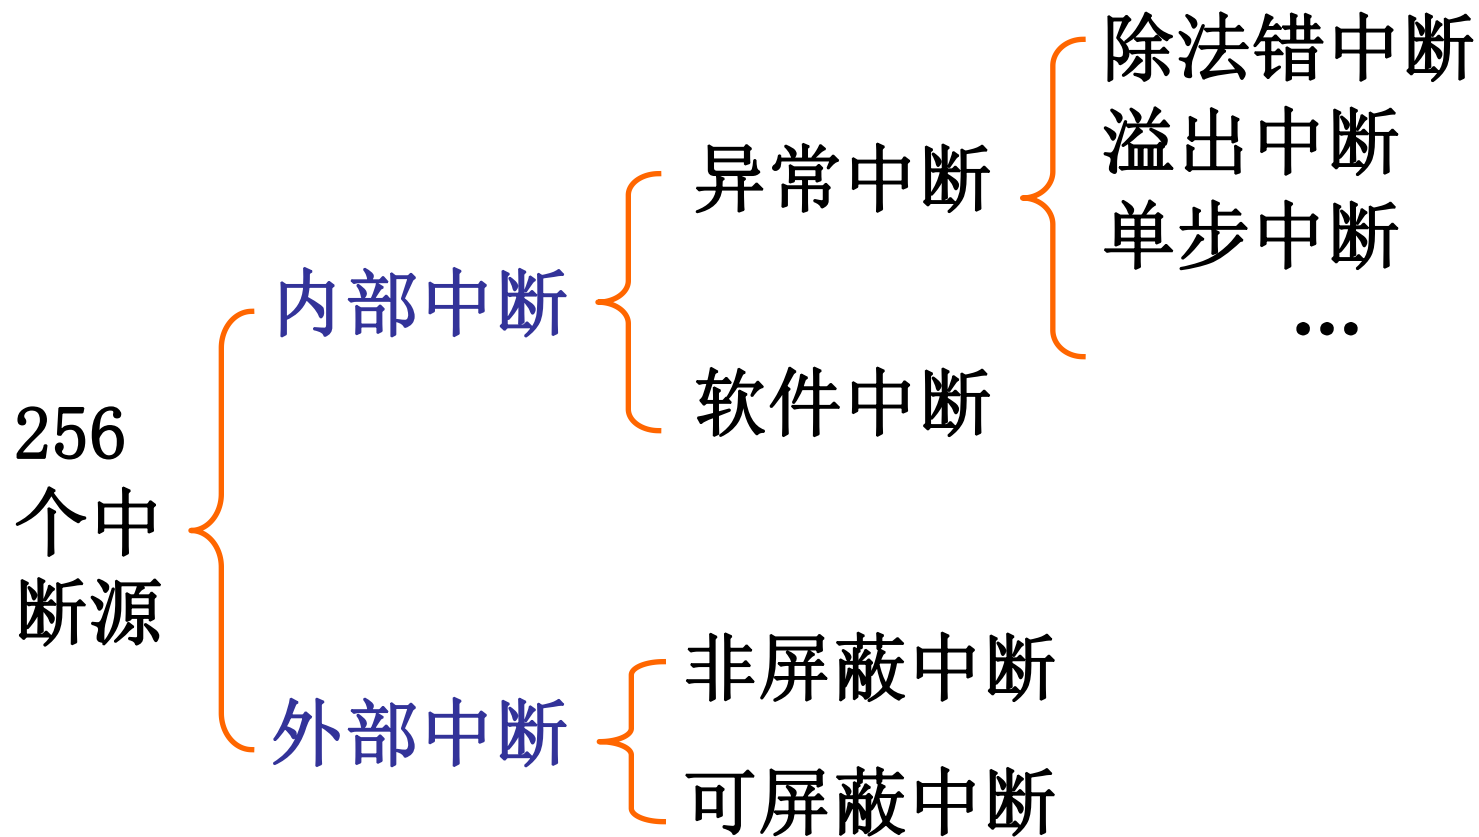 256
个中
断源
内部中断
异常中断
除法错中断
溢出中断
单步中断
…
软件中断
外部中断
非屏蔽中断
可屏蔽中断